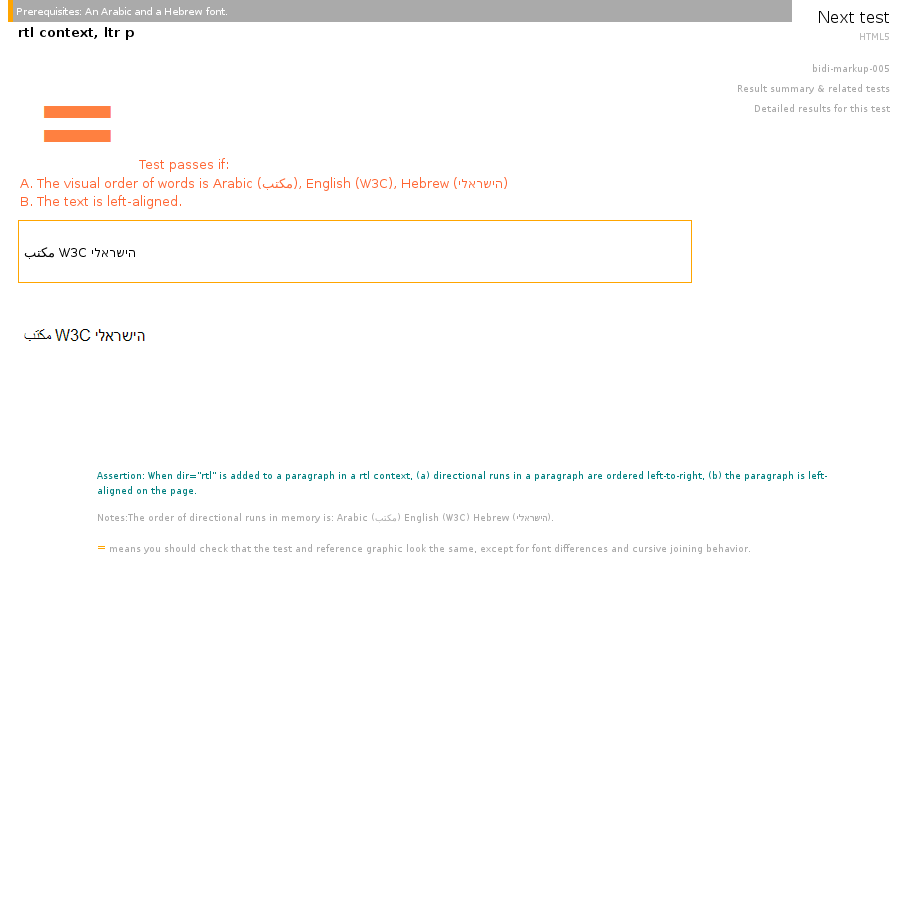 Prerequisites: An Arabic and a Hebrew font.
Next test
rtl context, ltr p
HTML5
bidi-markup-005
Result summary & related tests
Detailed results for this test
Test passes if:
A. The visual order of words is Arabic (مكتب), English (W3C), Hebrew (הישראלי)
B. The text is left-aligned.
مكتب W3C הישראלי
مكتب W3C הישראלי
Assertion: When dir="rtl" is added to a paragraph in a rtl context, (a) directional runs in a paragraph are ordered left-to-right, (b) the paragraph is left-
aligned on the page.
Notes:The order of directional runs in memory is: Arabic (مكتب) English (W3C) Hebrew (הישראלי).
= means you should check that the test and reference graphic look the same, except for font differences and cursive joining behavior.